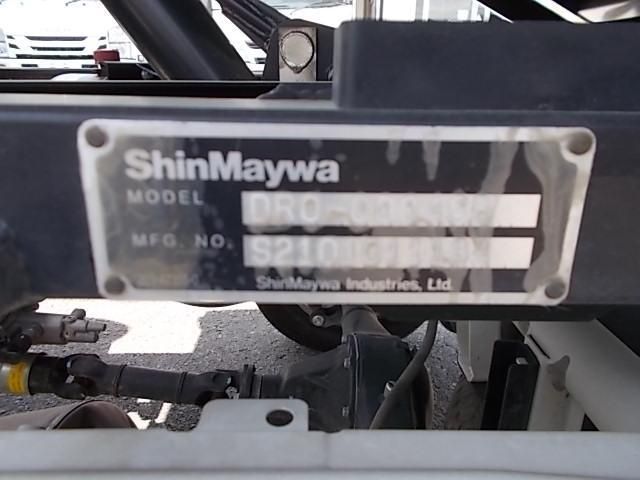 ShinMaywa
MODEL
MFG. NO.
ShinMaywa Industries, Ltd.